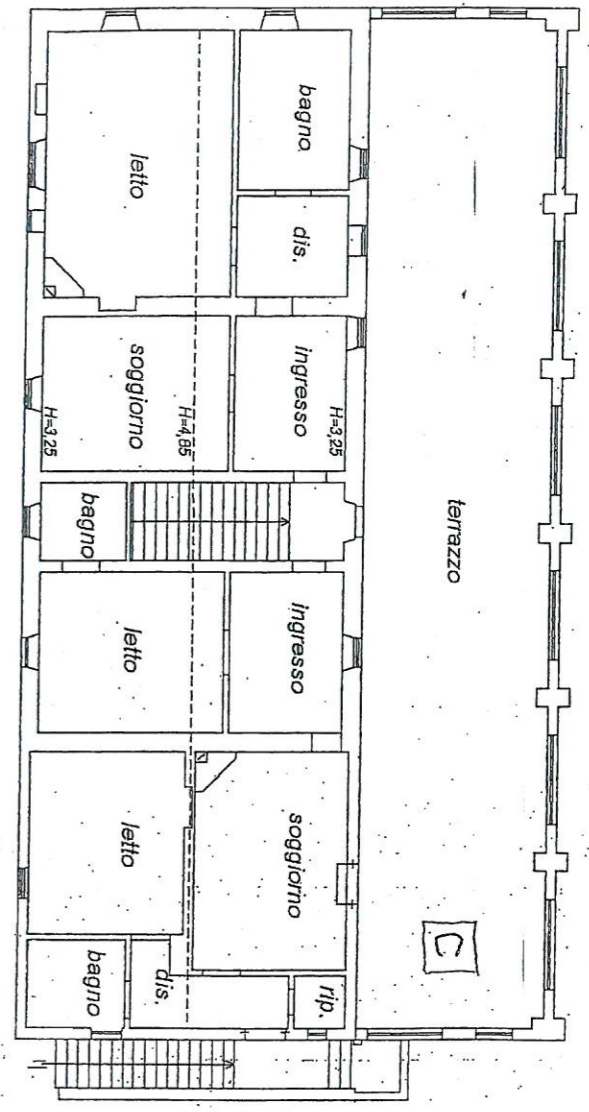 bagno
letto
dis.
soggiorno
ingresso
H=3,25
H=4,85
H=3,25
terrazzo
bagno
letto
ingresso
letto
soggiorno
C
bagno
dis.
rip.